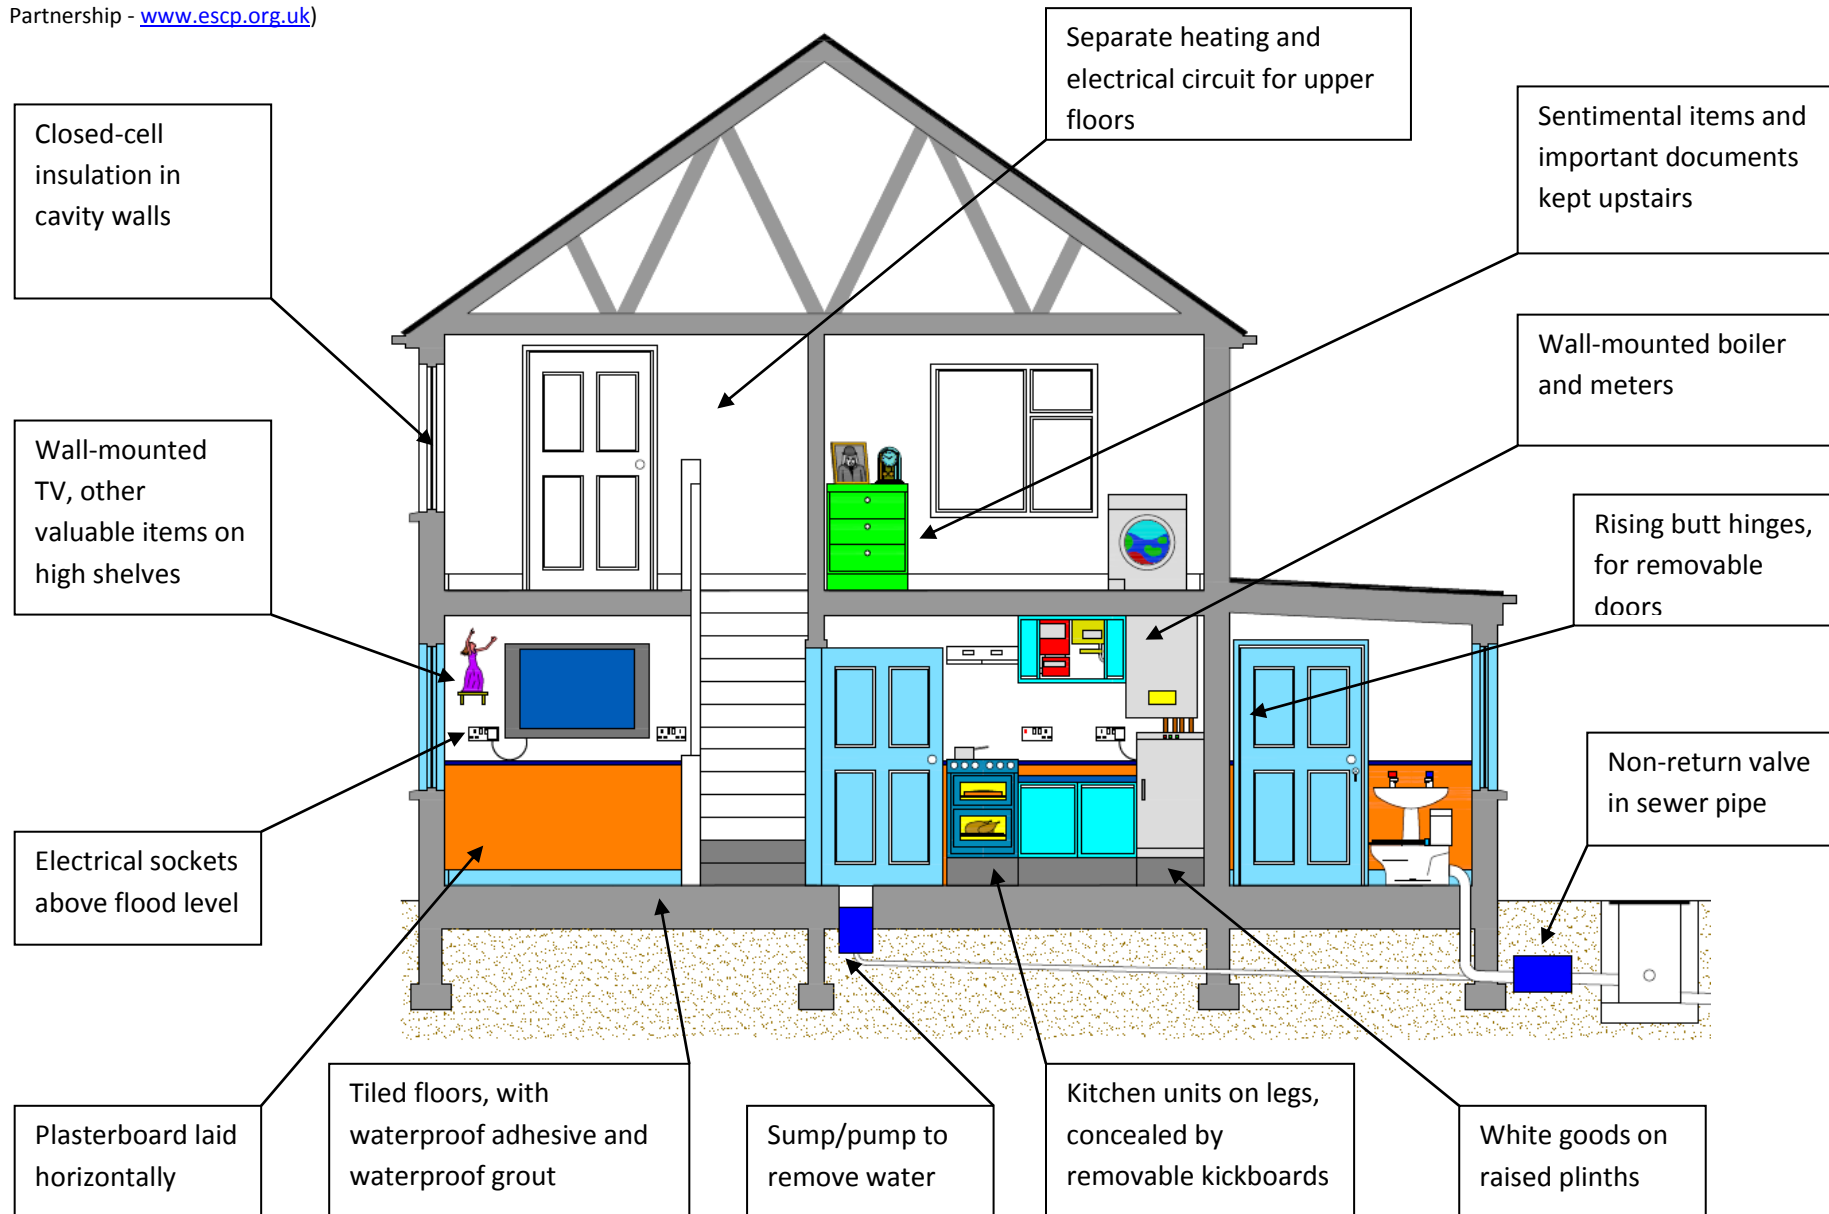 Partnership - www.escp.org.uk)
Separate heating and
electrical circuit for upper
floors
Closed-cell
insulation in
cavity walls
Sentimental items and
important documents
kept upstairs
Wall-mounted boiler
and meters
Wall-mounted
TV, other
valuable items on
high shelves
Rising butt hinges,
for removable
doors
Non-return valve
in sewer pipe
Electrical sockets
above flood level
Plasterboard laid
horizontally
Tiled floors, with
waterproof adhesive and
waterproof grout
Sump/pump to
remove water
Kitchen units on legs,
concealed by
removable kickboards
White goods on
raised plinths